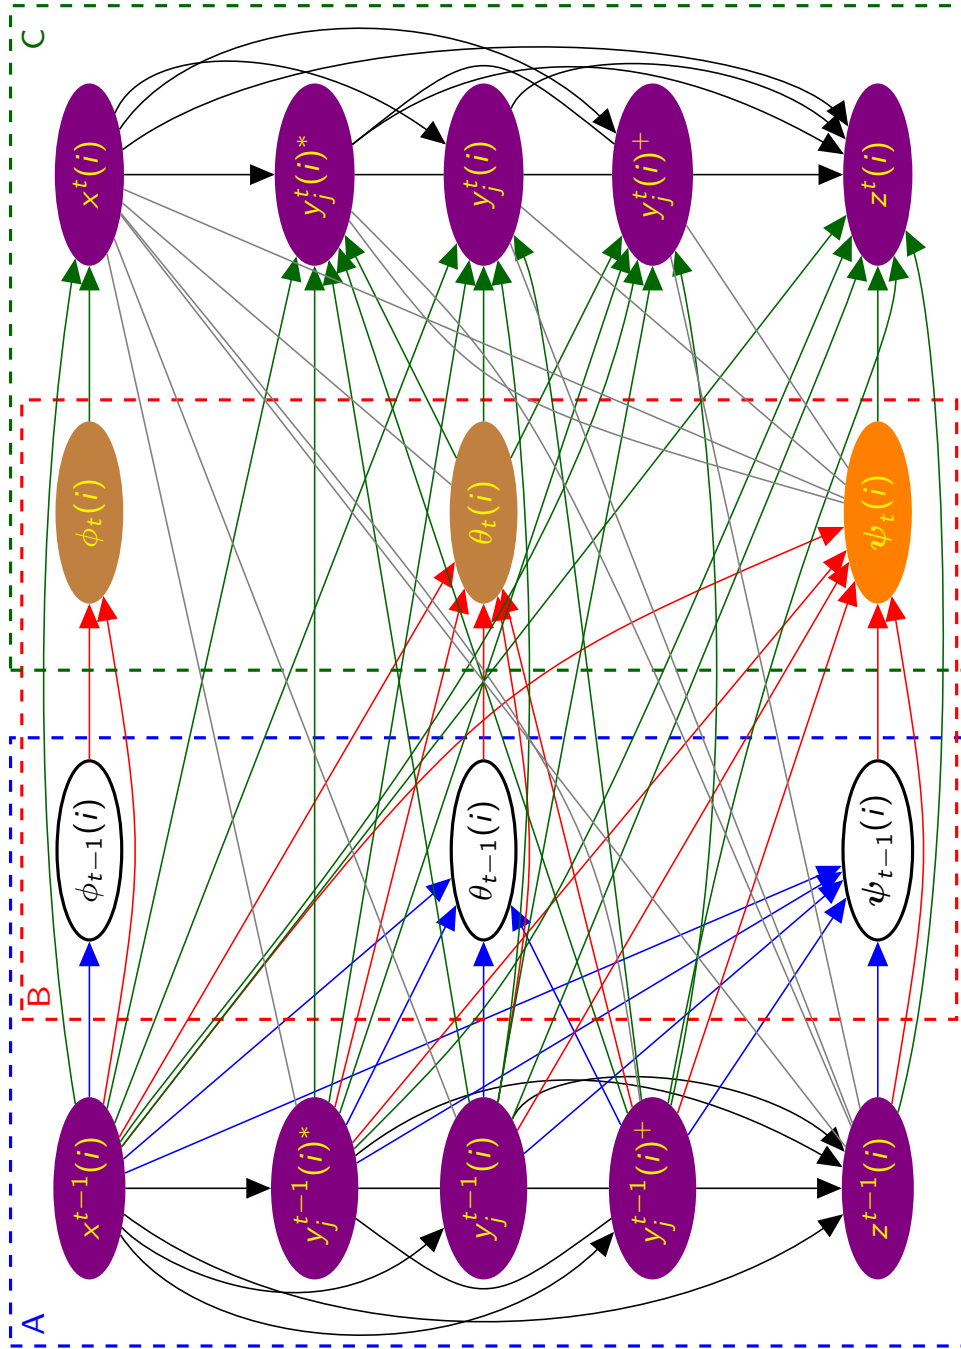 A
B
C
x^{t−1}(i)
y_j^{t−1}(i)^*
y_j^{t−1}(i)
y_j^{t−1}(i)^+
z^{t−1}(i)
ϕ_{t−1}(i)
θ_{t−1}(i)
ψ_{t−1}(i)
ϕ_t(i)
θ_t(i)
ψ_t(i)
x^t(i)
y_j^t(i)^*
y_j^t(i)
y_j^t(i)^+
z^t(i)